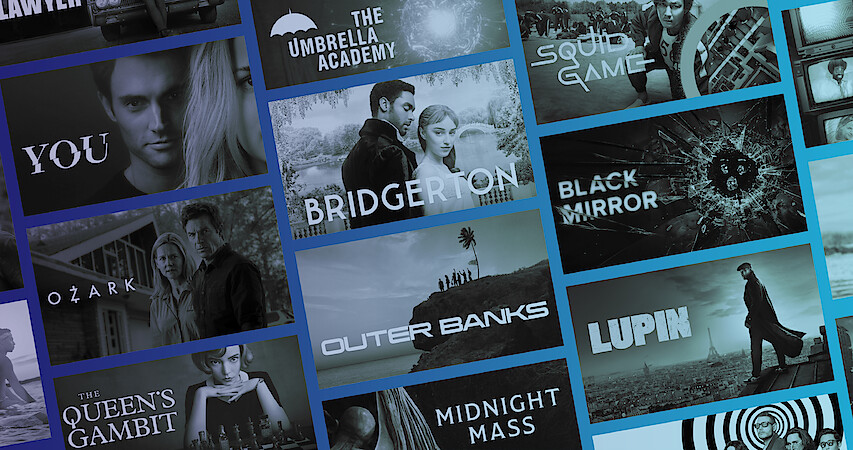 LAWYER
THE
UMBRELLA
ACADEMY
SQUID
GAME
YOU
BRIDGERTON
BLACK
MIRROR
OZARK
OUTER BANKS
LUPIN
THE
QUEEN'S
GAMBIT
MIDNIGHT
MASS